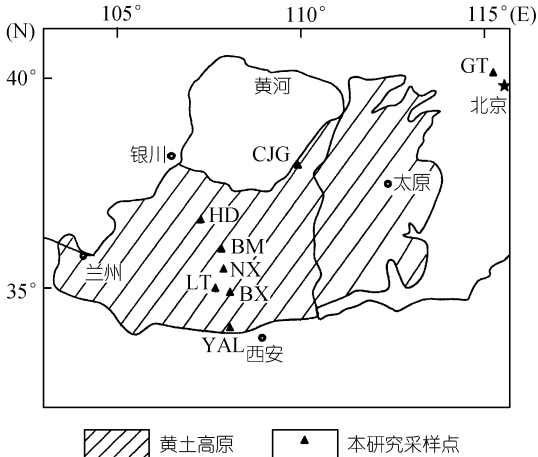 105° 110° 115° (E)
(N)
GT
40°
黄河
北京
银川
CJG
太原
HD
BM
兰州
NX
LT
BX
35°
YAL
西安
黄土高原
本研究采样点